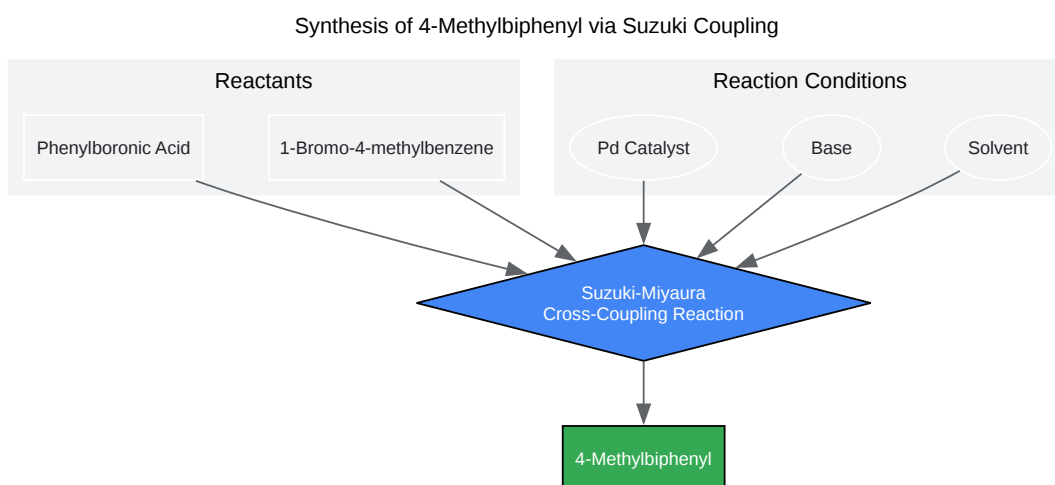 Synthesis of 4-Methylbiphenyl via Suzuki Coupling
Reactants
Reaction Conditions
Phenylboronic Acid
1-Bromo-4-methylbenzene
Pd Catalyst
Base
Solvent
Suzuki-Miyaura
Cross-Coupling Reaction
4-Methylbiphenyl